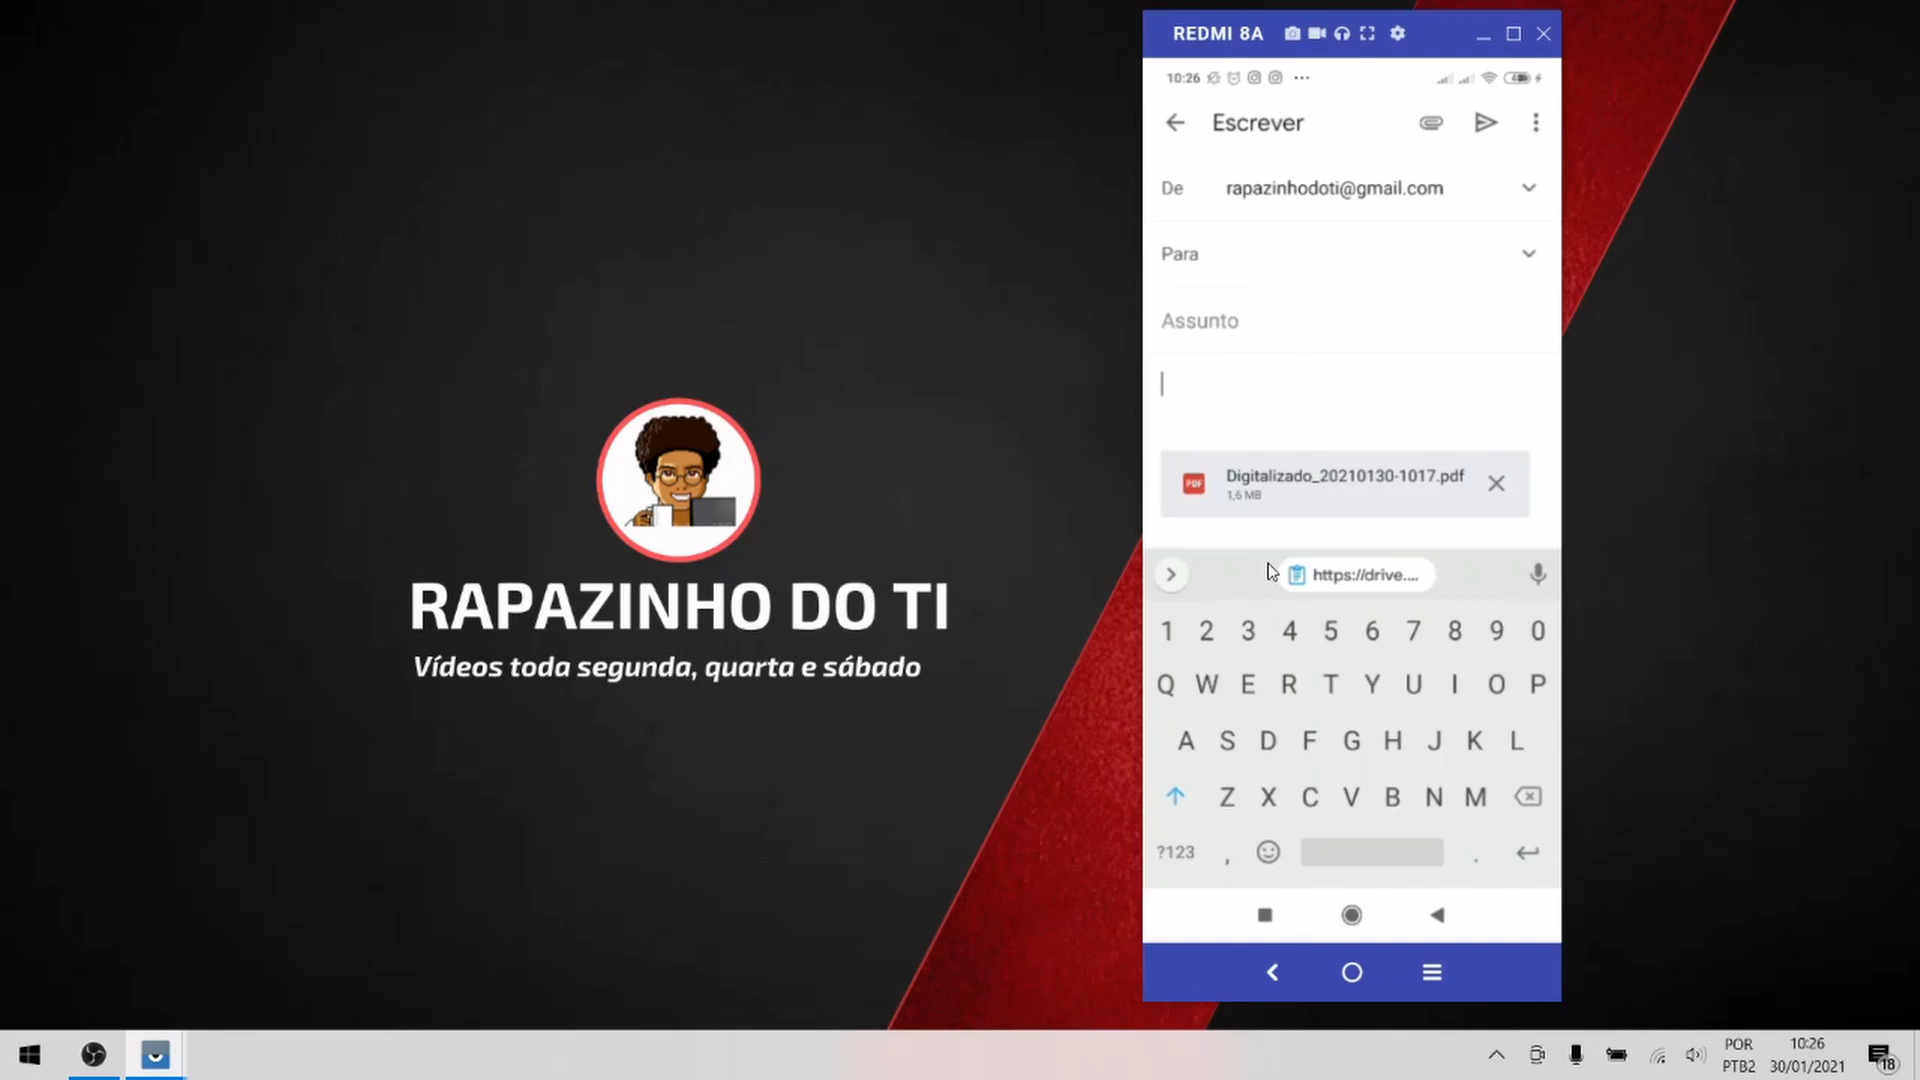 REDMI 8A
10:26
Escrever
De rapazinhodoti@gmail.com
Para
Assunto
PDF
Digitalizado_20210130-1017.pdf
1,6 MB
https://drive....
1 2 3 4 5 6 7 8 9 0
Q W E R T Y U I O P
A S D F G H J K L
Z X C V B N M
?123 , .
RAPAZINHO DO TI
Vídeos toda segunda, quarta e sábado
POR
PTB2
10:26
30/01/2021
18